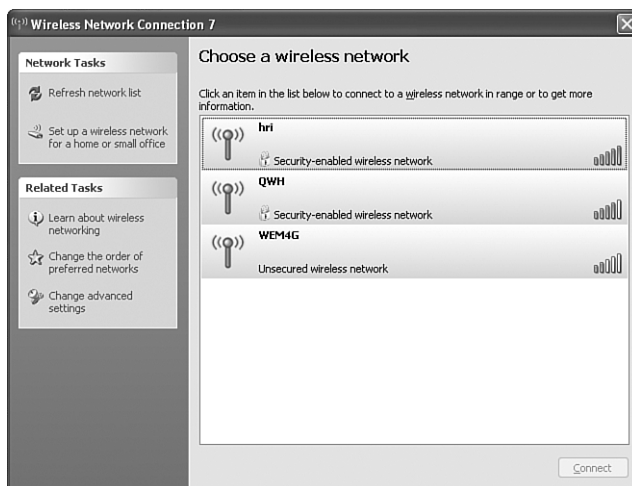 Wireless Network Connection 7
Network Tasks
Refresh network list
Set up a wireless network
for a home or small office
Related Tasks
Learn about wireless
networking
Change the order of
preferred networks
Change advanced
settings
Choose a wireless network
Click an item in the list below to connect to a wireless network in range or to get more
information.
hri
Security-enabled wireless network
QWH
Security-enabled wireless network
WEM4G
Unsecured wireless network
Connect